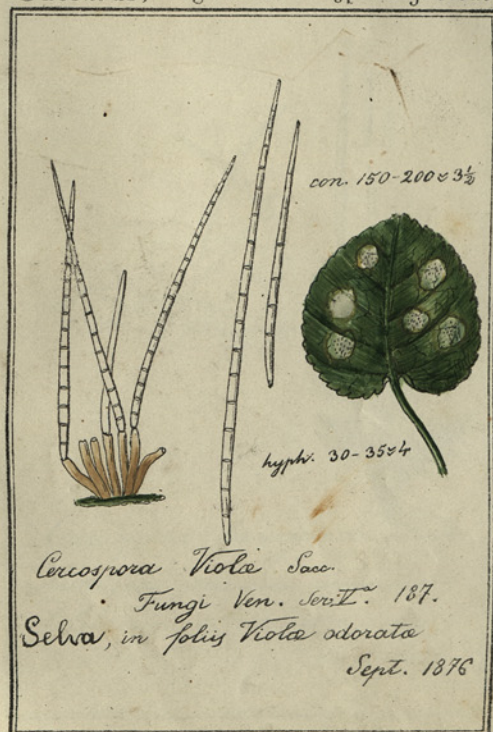 con. 150-200 ≈ 3½
hyph. 30-35 ≈ 4
Cercospora Violæ Sacc.
Fungi Ven. Ser. Vª. 187.
Selva, in foliis Violæ odoratæ
Sept. 1876